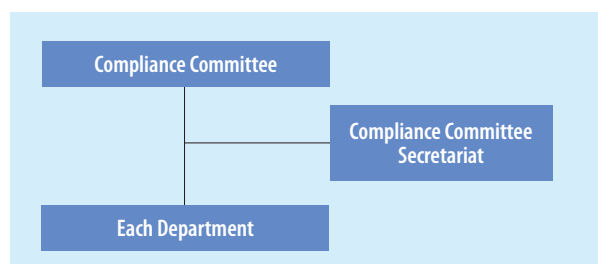 Compliance Committee
Compliance Committee
Secretariat
Each Department